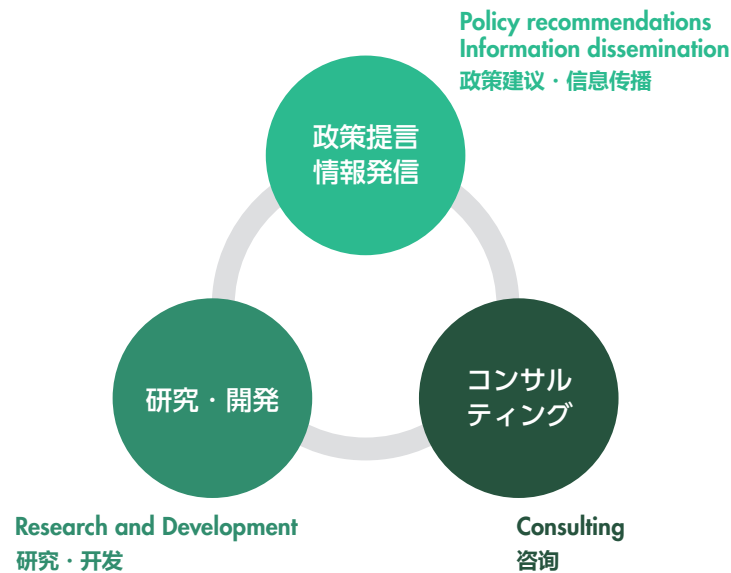 Policy recommendations
Information dissemination
政策建议・信息传播
政策提言
情報発信
研究・開発
コンサル
ティング
Research and Development
研究・开发
Consulting
咨询